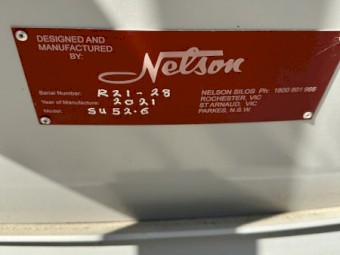 DESIGNED AND
MANUFACTURED
BY:
Nelson
Serial Number: R21-28
Year of Manufacture: 2021
Model: SU52.6
NELSON SILOS Ph: 1800 801 986
ROCHESTER, VIC
ST ARNAUD, VIC
PARKES, N.S.W.